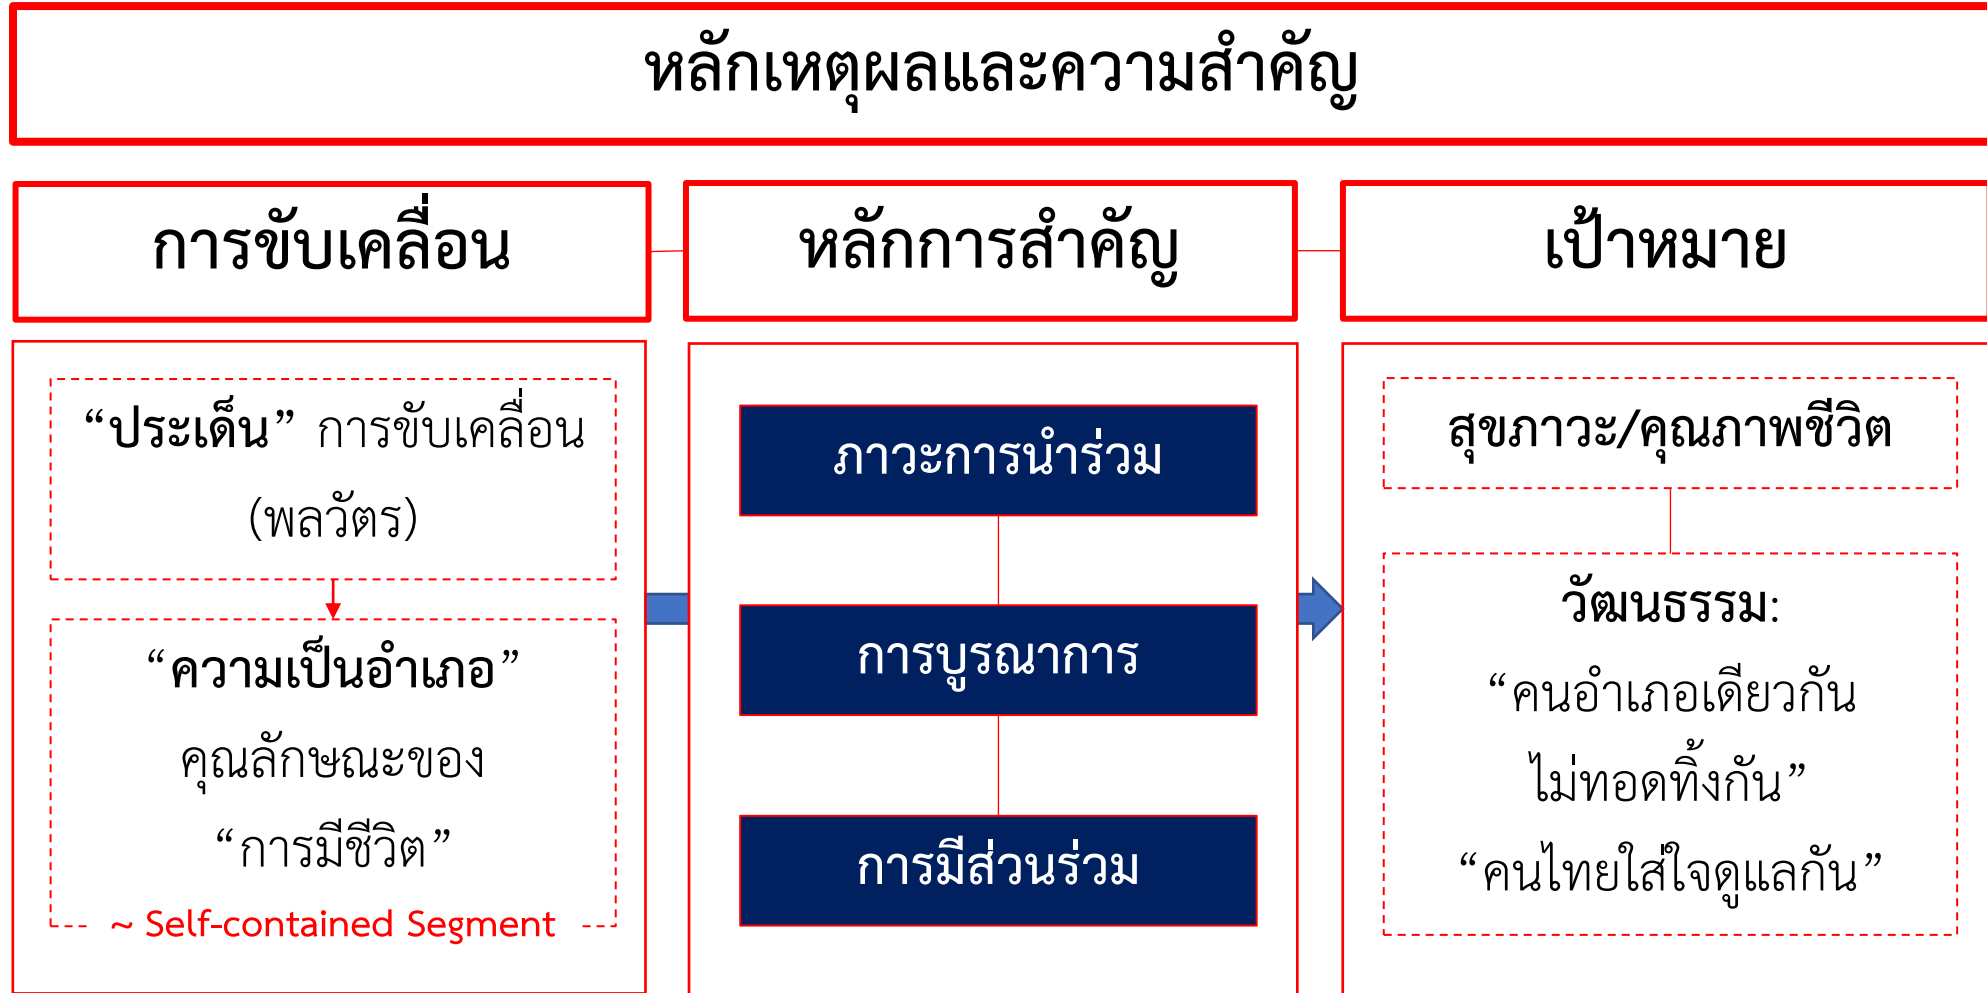 หลักเหตุผลและความสำคัญ
การขับเคลื่อน
หลักการสำคัญ
เป้าหมาย
“ประเด็น” การขับเคลื่อน
(พลวัตร)
“ความเป็นอำเภอ”
คุณลักษณะของ
“การมีชีวิต”
~ Self-contained Segment
ภาวะการนำร่วม
การบูรณาการ
การมีส่วนร่วม
สุขภาวะ/คุณภาพชีวิต
วัฒนธรรม:
“คนอำเภอเดียวกัน
ไม่ทอดทิ้งกัน”
“คนไทยใส่ใจดูแลกัน”